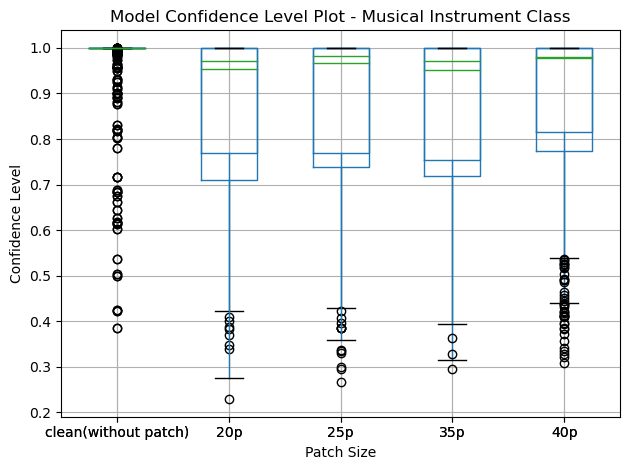 Model Confidence Level Plot - Musical Instrument Class
Confidence Level
1.0
0.9
0.8
0.7
0.6
0.5
0.4
0.3
0.2
clean(without patch) 20p 25p 35p 40p
Patch Size